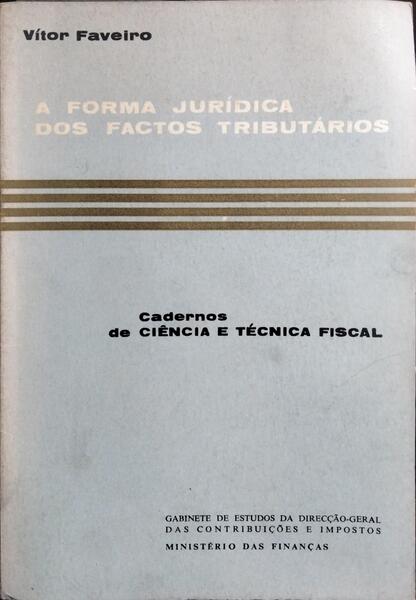 Vítor Faveiro
A FORMA JURÍDICA
DOS FACTOS TRIBUTÁRIOS
Cadernos
de CIÊNCIA E TÉCNICA FISCAL
GABINETE DE ESTUDOS DA DIRECÇÃO-GERAL
DAS CONTRIBUIÇÕES E IMPOSTOS
MINISTÉRIO DAS FINANÇAS